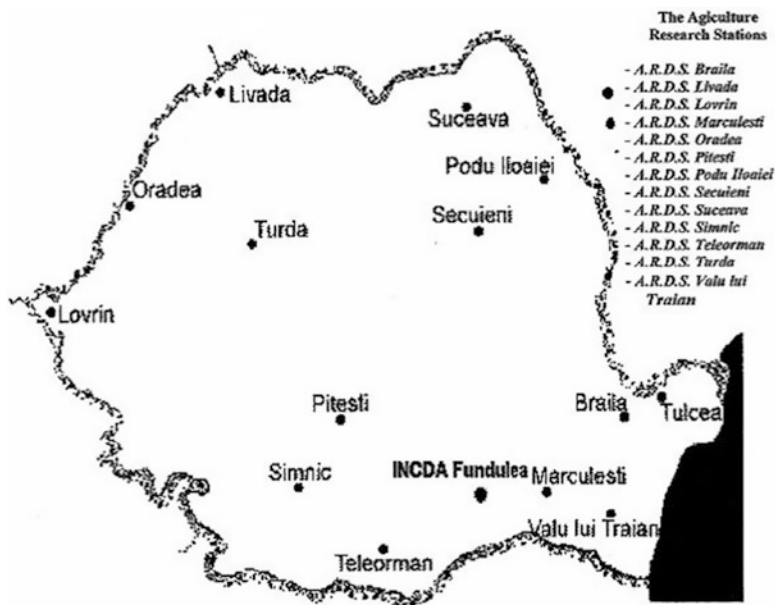 The Agiculture
Research Stations
- A.R.D.S. Braila
- A.R.D.S. Livada
- A.R.D.S. Lovrin
- A.R.D.S. Marculesti
- A.R.D.S. Oradea
- A.R.D.S. Pitesti
- A.R.D.S. Podu Iloaiei
- A.R.D.S. Secuieni
- A.R.D.S. Suceava
- A.R.D.S. Simnic
- A.R.D.S. Teleorman
- A.R.D.S. Turda
- A.R.D.S. Valu lui
Traian
Livada
Suceava
Podu Iloaiei
Oradea
Turda
Secuieni
Lovrin
Pitesti
Braila
Tulcea
Simnic
INCDA Fundulea
Marculesti
Valu lui Traian
Teleorman